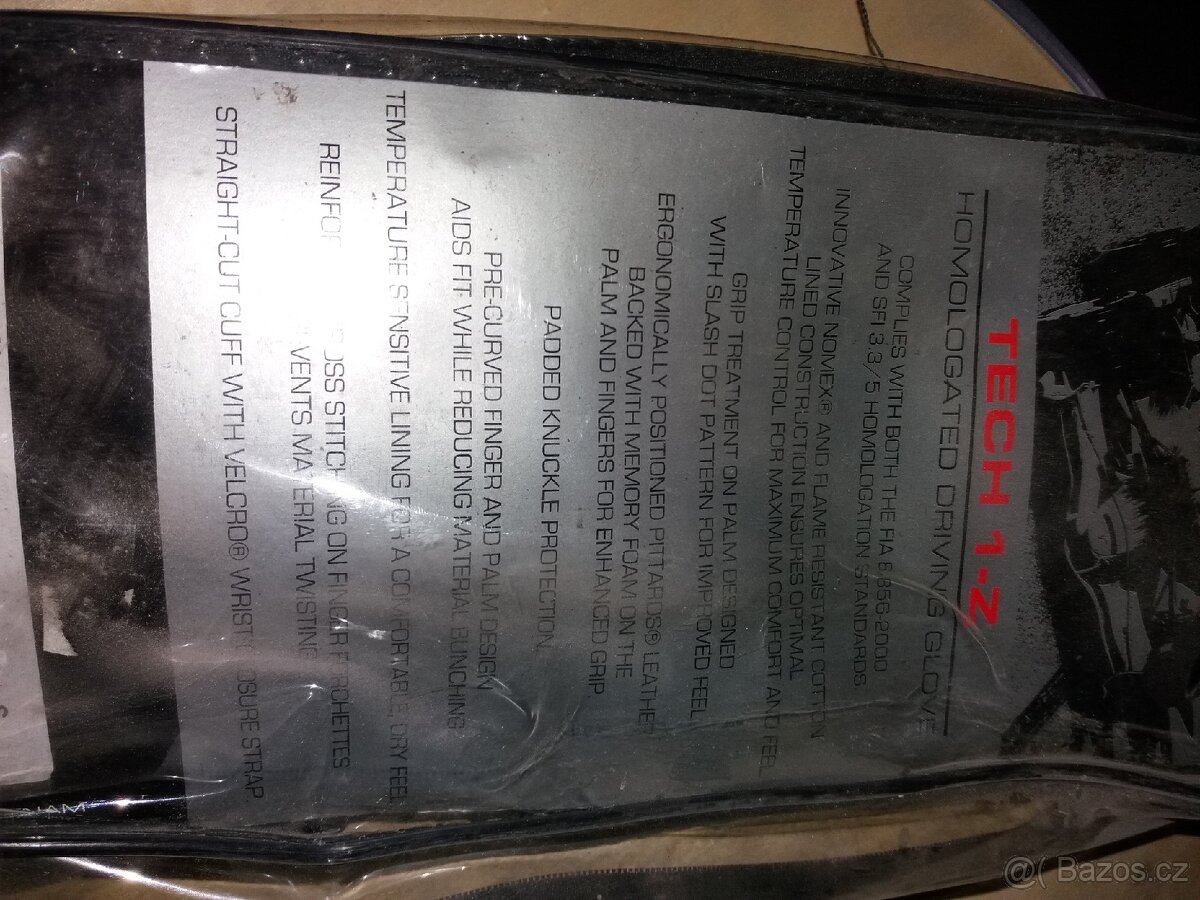 TECH 1-Z
HOMOLOGATED DRIVING GLOVE
COMPLIES WITH BOTH THE FIA 8856-2000
AND SFI 3.3/5 HOMOLOGATION STANDARDS
INNOVATIVE NOMEX® AND FLAME RESISTANT COTTON
LINED CONSTRUCTION ENSURES OPTIMAL
TEMPERATURE CONTROL FOR MAXIMUM COMFORT AND FEEL
GRIP TREATMENT ON PALM DESIGNED
WITH SLASH DOT PATTERN FOR IMPROVED FEEL
ERGONOMICALLY POSITIONED PITTARDS® LEATHER
BACKED WITH MEMORY FOAM ON THE
PALM AND FINGERS FOR ENHANCED GRIP
PADDED KNUCKLE PROTECTION
PRE-CURVED FINGER AND PALM DESIGN
AIDS FIT WHILE REDUCING MATERIAL BUNCHING
TEMPERATURE SENSITIVE LINING FOR A COMFORTABLE, DRY FEEL
STITCHING ON FINGAR FORCHETTES
MATERIAL TWISTING
STRAIGHT-CUT CUFF WITH VELCRO® WRIST STRAP
@( Bazos.cz